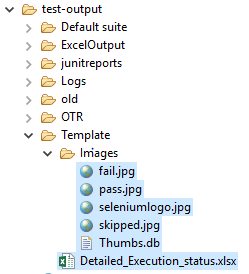 test-output
Default suite
ExcelOutput
junitreports
Logs
old
OTR
Template
Images
fail.jpg
pass.jpg
seleniumlogo.jpg
skipped.jpg
Thumbs.db
Detailed_Execution_status.xlsx